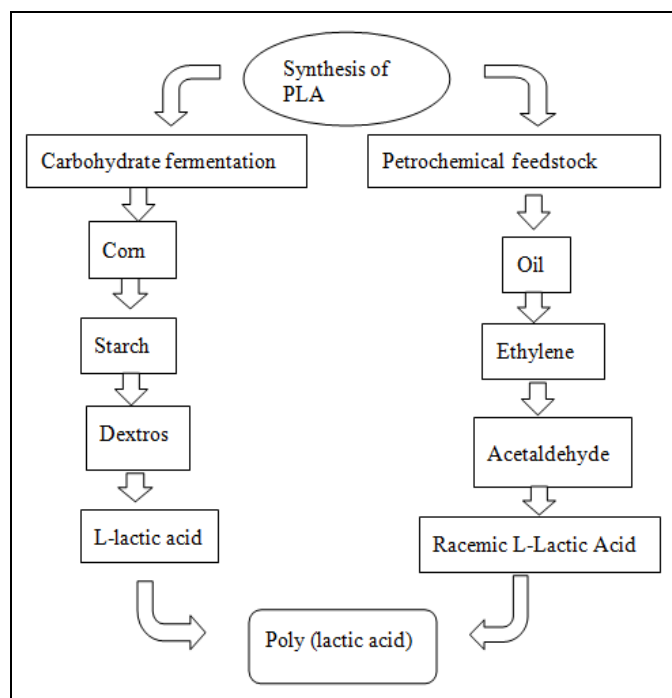 Synthesis of
PLA
Carbohydrate fermentation
Petrochemical feedstock
Corn
Oil
Starch
Ethylene
Dextros
Acetaldehyde
L-lactic acid
Racemic L-Lactic Acid
Poly (lactic acid)